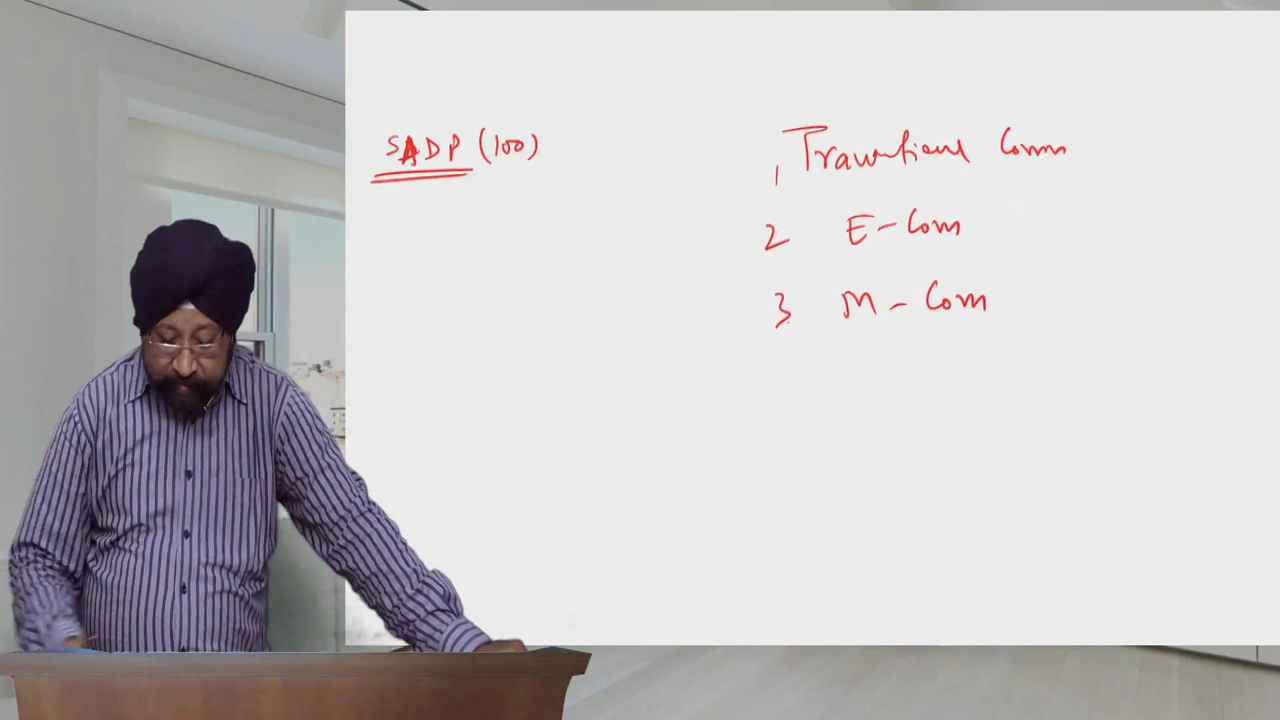 SADP (100)
1, Traditional Comm
2 E-Com
3. M-Com